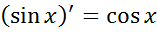 (sin x)′ = cos x